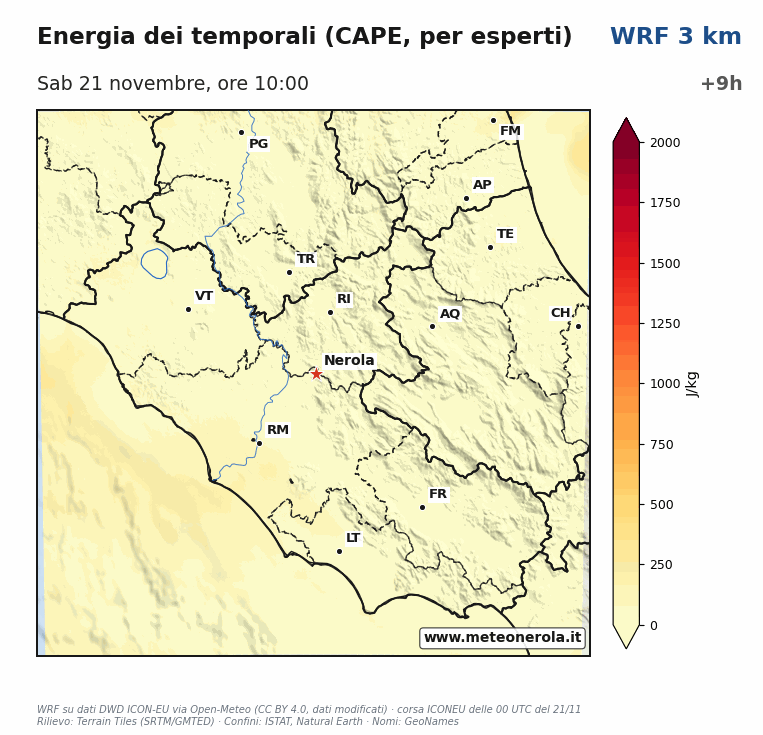 Energia dei temporali (CAPE, per esperti)
WRF 3 km
Sab 21 novembre, ore 10:00
+9h
PG
FM
AP
TE
TR
VT
RI
AQ
CH
Nerola
RM
FR
LT
2000
1750
1500
1250
1000
750
500
250
0
J/kg
www.meteonerola.it
WRF su dati DWD ICON-EU via Open-Meteo (CC BY 4.0, dati modificati) · corsa ICONEU delle 00 UTC del 21/11
Rilievo: Terrain Tiles (SRTM/GMTED) · Confini: ISTAT, Natural Earth · Nomi: GeoNames